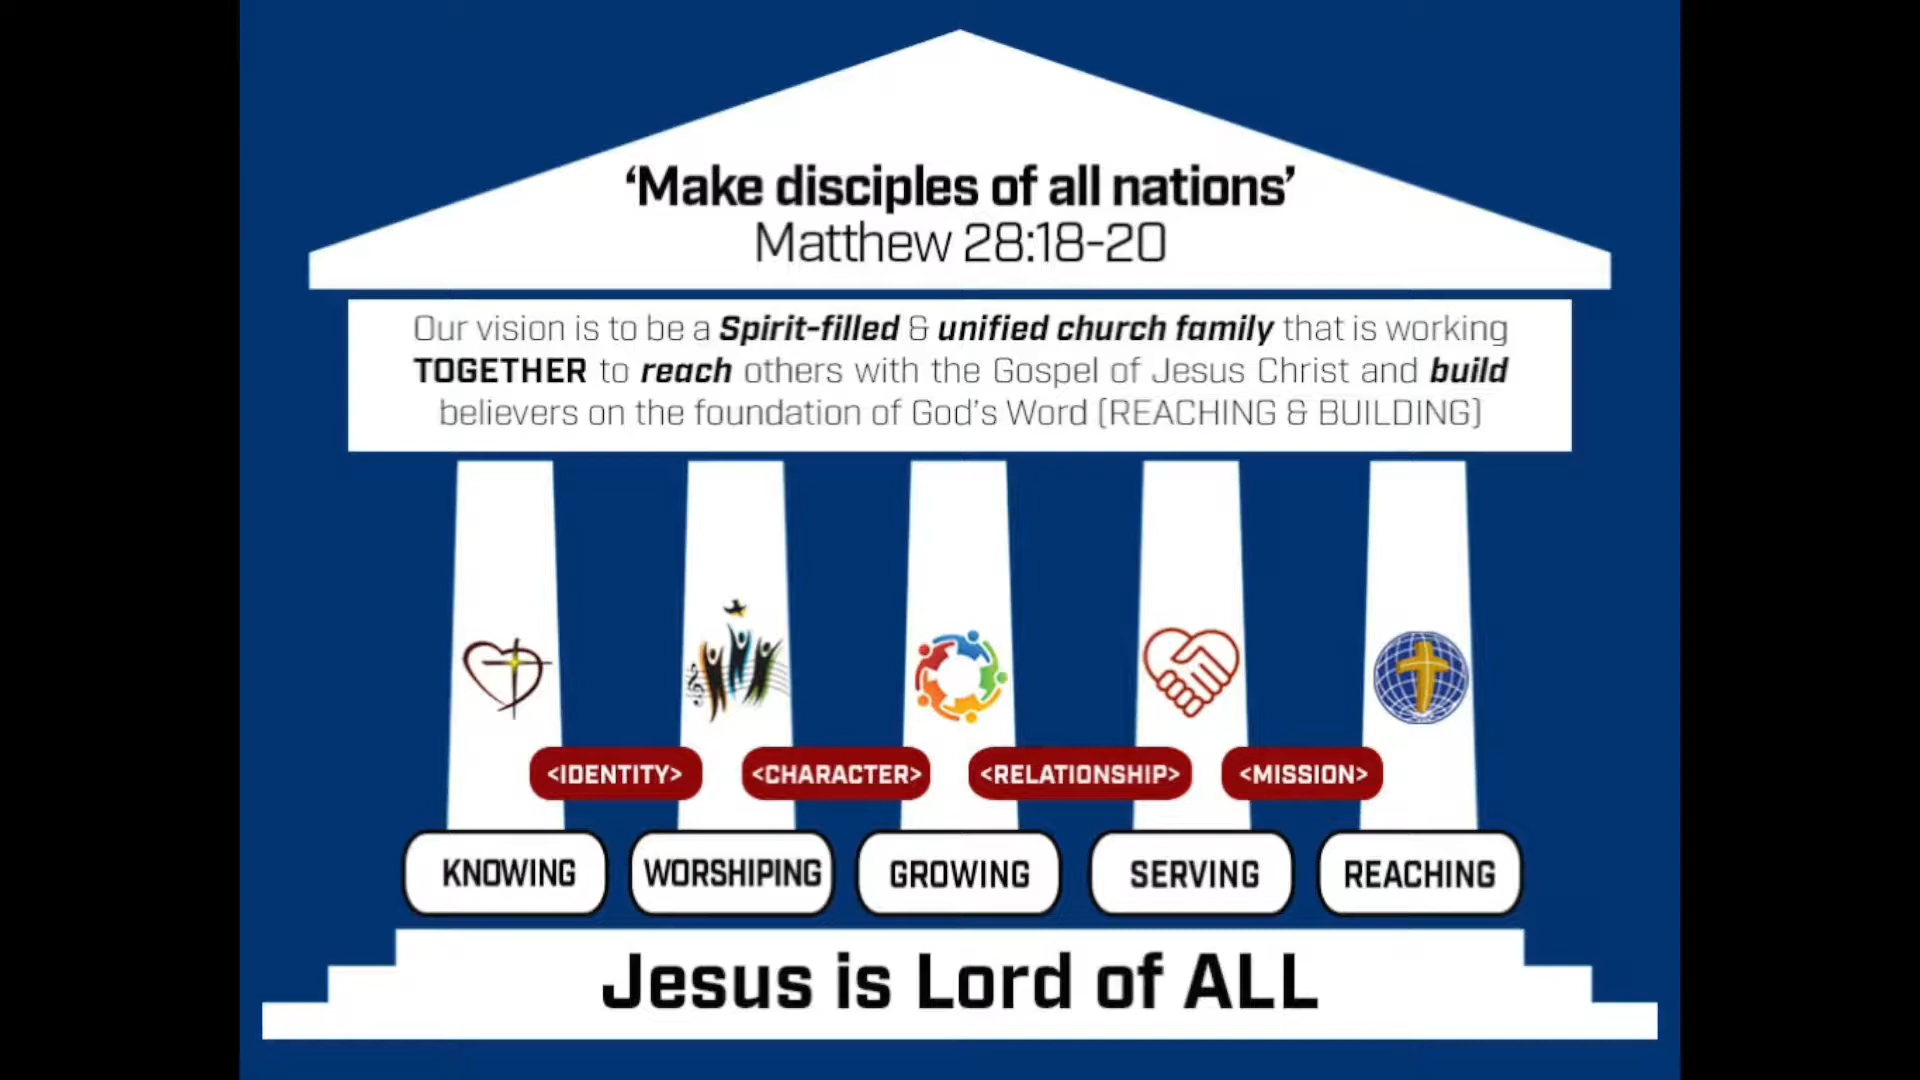 ‘Make disciples of all nations’
Matthew 28:18-20
Our vision is to be a Spirit-filled & unified church family that is working
TOGETHER to reach others with the Gospel of Jesus Christ and build
believers on the foundation of God’s Word (REACHING & BUILDING)
<IDENTITY> <CHARACTER> <RELATIONSHIP> <MISSION>
KNOWING WORSHIPING GROWING SERVING REACHING
Jesus is Lord of ALL